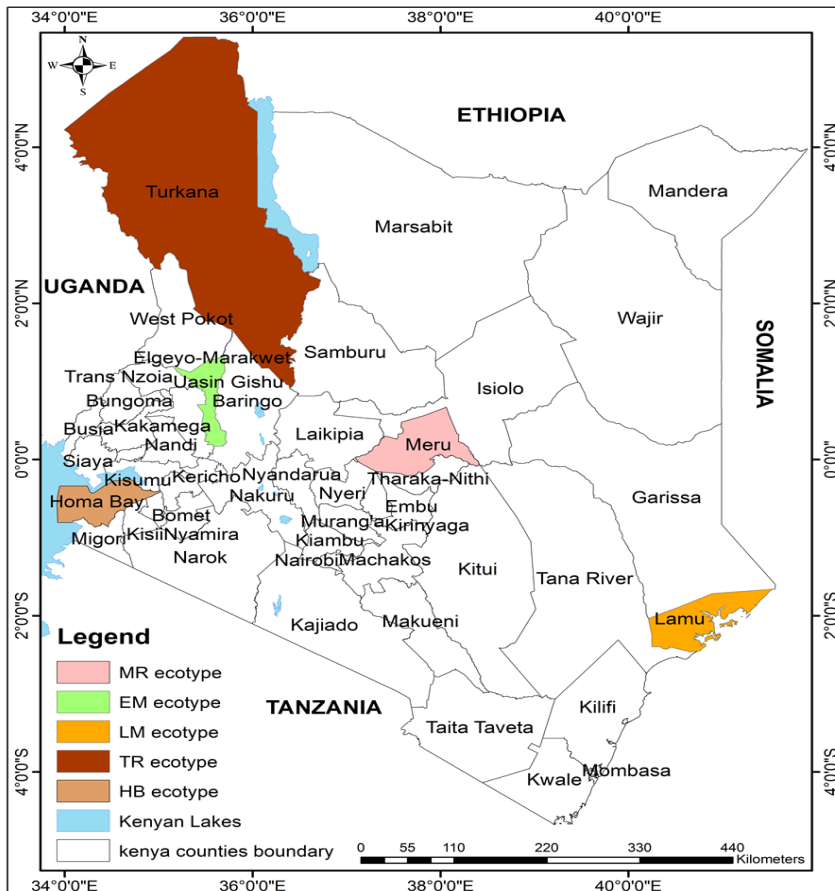 34°0'0"E 36°0'0"E 38°0'0"E 40°0'0"E
N
W E
S
ETHIOPIA
4°0'0"N 4°0'0"N
Turkana
Mandera
Marsabit
UGANDA
2°0'0"N 2°0'0"N
West Pokot
Wajir
SOMALIA
Elgeyo-Marakwet
Samburu
Trans Nzoia
Uasin Gishu
Isiolo
Bungoma
Baringo
Busia
Kakamega
Laikipia
Meru
Nandi
Siaya
0°0'0" 0°0'0"
Kisumu
Kericho
Nyandarua
Tharaka-Nithi
Homa Bay
Nakuru
Nyeri
Garissa
Embu
Bomet
Murang'a
Kirinyaga
Migori
Kisii
Nyamira
Kiambu
Narok
Nairobi
Machakos
Kitui
Tana River
2°0'0"S 2°0'0"S
Kajiado
Makueni
Lamu
Legend
MR ecotype
EM ecotype
LM ecotype
TR ecotype
HB ecotype
Kenyan Lakes
kenya counties boundary
TANZANIA
Kilifi
Taita Taveta
Kwale
Mombasa
4°0'0"S 4°0'0"S
0 55 110 220 330 440
Kilometers
34°0'0"E 36°0'0"E 38°0'0"E 40°0'0"E